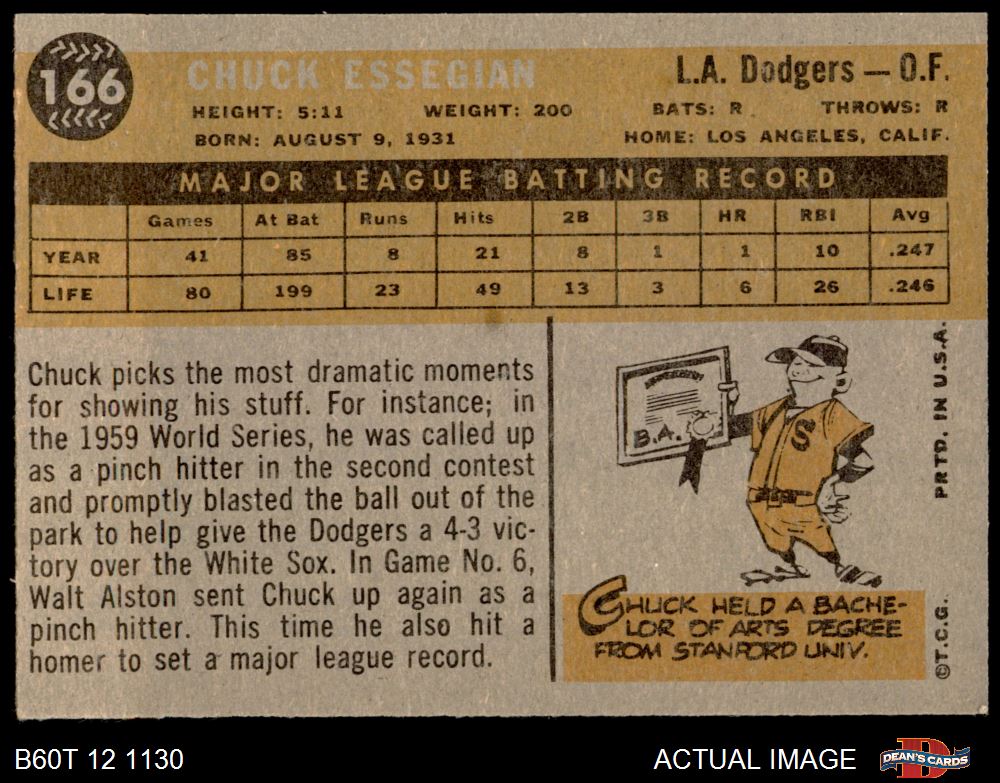 166
CHUCK ESSEGIAN
L.A. Dodgers — O.F.
HEIGHT: 5:11 WEIGHT: 200 BATS: R THROWS: R
BORN: AUGUST 9, 1931 HOME: LOS ANGELES, CALIF.
MAJOR LEAGUE BATTING RECORD
Games At Bat Runs Hits 2B 3B HR RBI Avg
YEAR 41 85 8 21 8 1 1 10 .247
LIFE 80 199 23 49 13 3 6 26 .246
Chuck picks the most dramatic moments
for showing his stuff. For instance; in
the 1959 World Series, he was called up
as a pinch hitter in the second contest
and promptly blasted the ball out of the
park to help give the Dodgers a 4-3 vic-
tory over the White Sox. In Game No. 6,
Walt Alston sent Chuck up again as a
pinch hitter. This time he also hit a
homer to set a major league record.
B.A.
S
CHUCK HELD A BACHE-
LOR OF ARTS DEGREE
FROM STANFORD UNIV.
©T.C.G. PRTD. IN U.S.A.
B60T 12 1130
ACTUAL IMAGE
D
DEAN'S CARDS